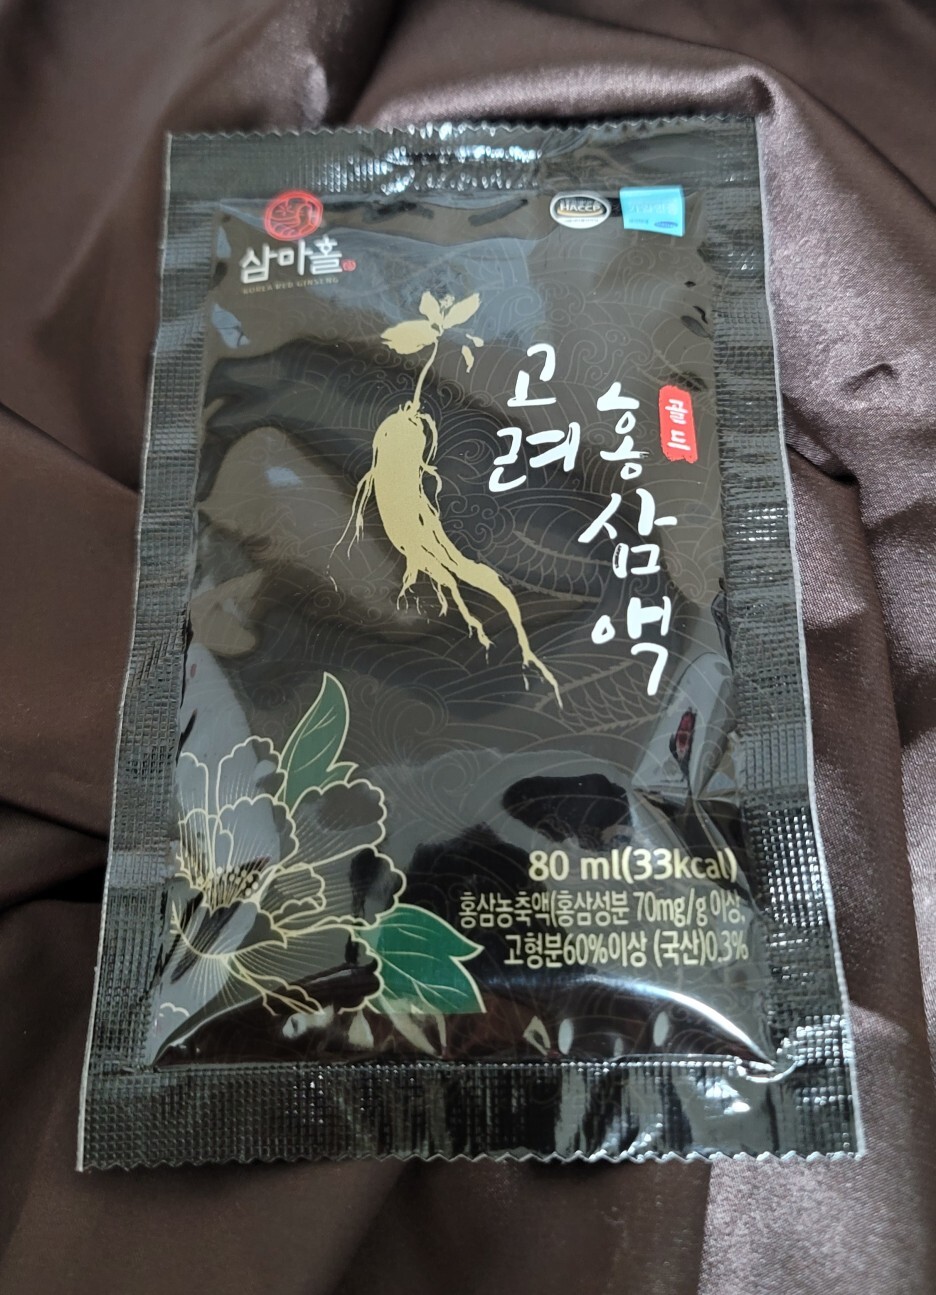 삼마홀
KOREA RED GINSENG
HACCP
고려
홍삼액
골드
80 ml(33kcal)
홍삼농축액(홍삼성분 70mg/g 이상,
고형분60%이상 (국산)0.3%